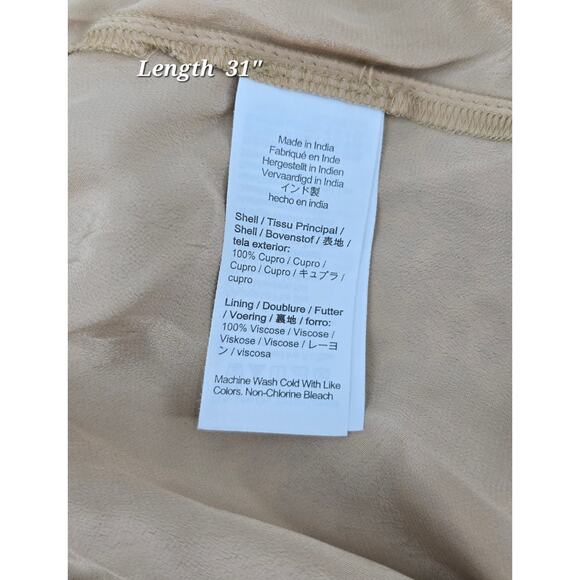 Length 31"
Made in India
Fabriqué en Inde
Hergestellt in Indien
Vervaardigd in India
インド製
hecho en india
Shell / Tissu Principal /
Shell / Bovenstof / 表地 /
tela exterior:
100% Cupro / Cupro /
Cupro / Cupro / キュプラ /
cupro
Lining / Doublure / Futter
/ Voering / 裏地 / forro:
100% Viscose / Viscose /
Viskose / Viscose / レーヨ
ン / viscosa
Machine Wash Cold With Like
Colors. Non-Chlorine Bleach